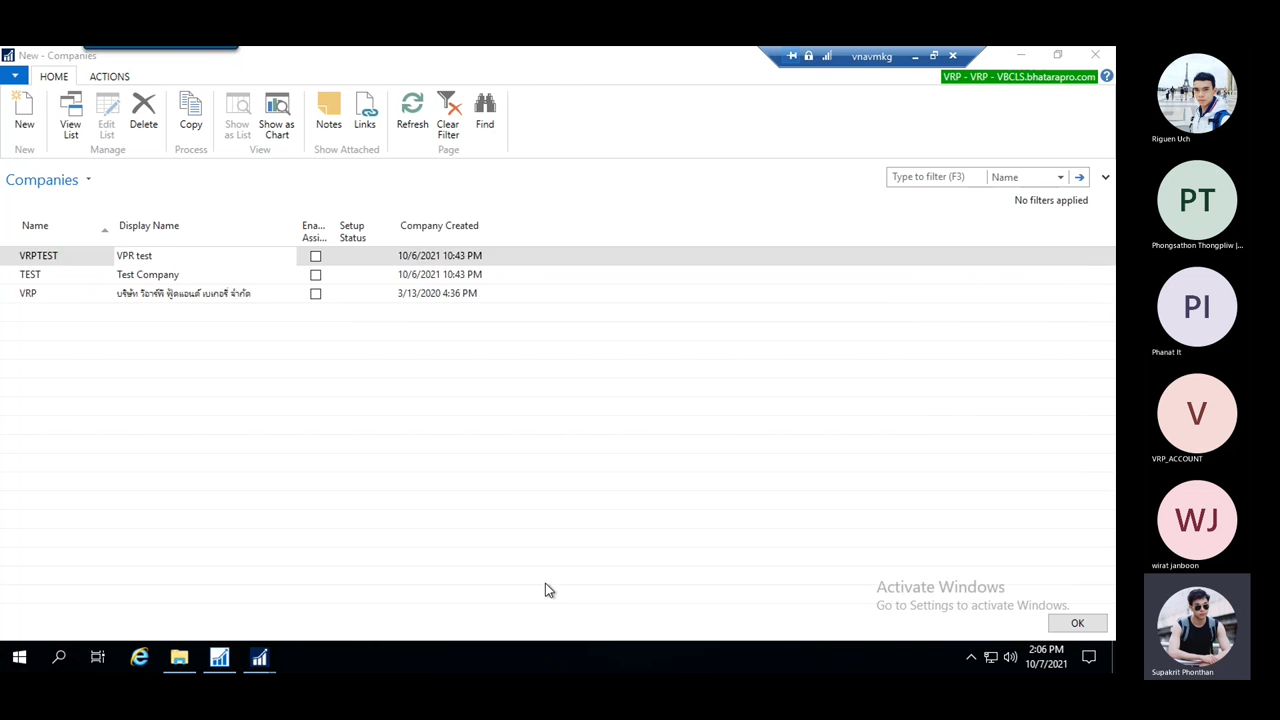 New - Companies
vnavmkg
HOME
ACTIONS
VRP - VRP - VBCLS.bhatarapro.com
New
View List
Edit List
Delete
Copy
Show as List
Show as Chart
Notes
Links
Refresh
Clear Filter
Find
New
Manage
Process
View
Show Attached
Page
Companies
Type to filter (F3)
Name
No filters applied
Name
Display Name
Ena... Assi...
Setup Status
Company Created
VRPTEST
VPR test
10/6/2021 10:43 PM
TEST
Test Company
10/6/2021 10:43 PM
VRP
บริษัท วีอาร์พี ฟู้ดแอนด์ เบเกอรี่ จำกัด
3/13/2020 4:36 PM
Activate Windows
Go to Settings to activate Windows.
OK
2:06 PM
10/7/2021
Riguen Uch
PT
Phongsathon Thongpliw |...
PI
Phanat It
V
VRP_ACCOUNT
WJ
wirat janboon
Supakrit Phonthan